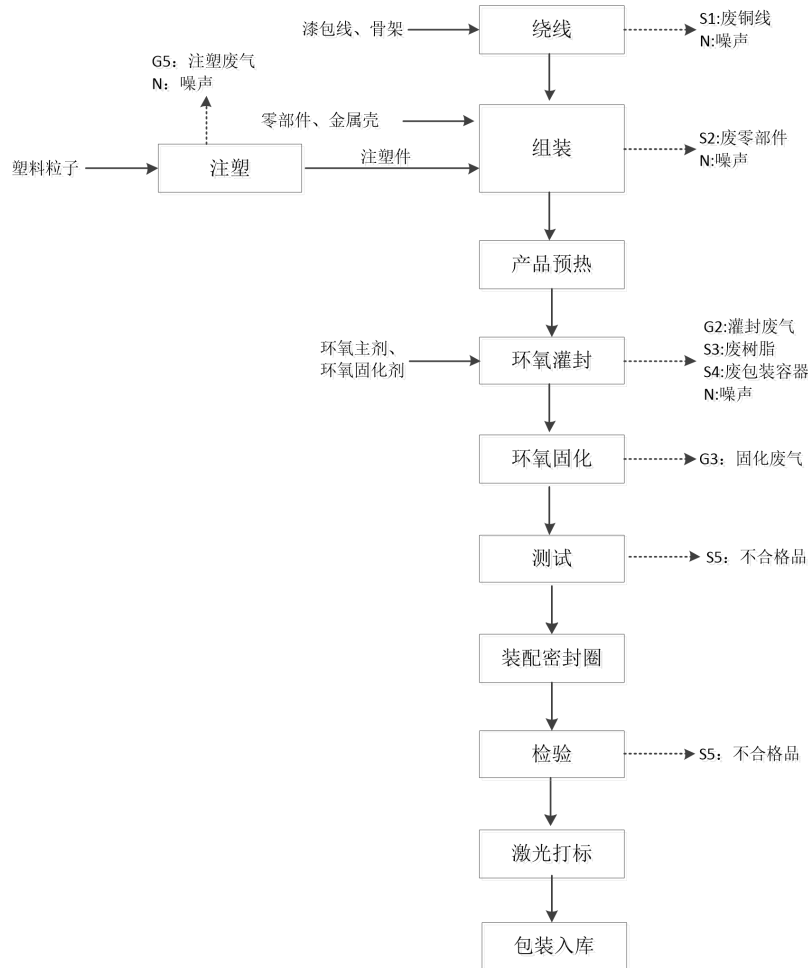 漆包线、骨架
绕线
S1:废铜线
N:噪声
G5：注塑废气
N：噪声
零部件、金属壳
组装
S2:废零部件
N:噪声
塑料粒子
注塑
注塑件
产品预热
环氧主剂、
环氧固化剂
环氧灌封
G2:灌封废气
S3:废树脂
S4:废包装容器
N:噪声
环氧固化
G3：固化废气
测试
S5：不合格品
装配密封圈
检验
S5：不合格品
激光打标
包装入库